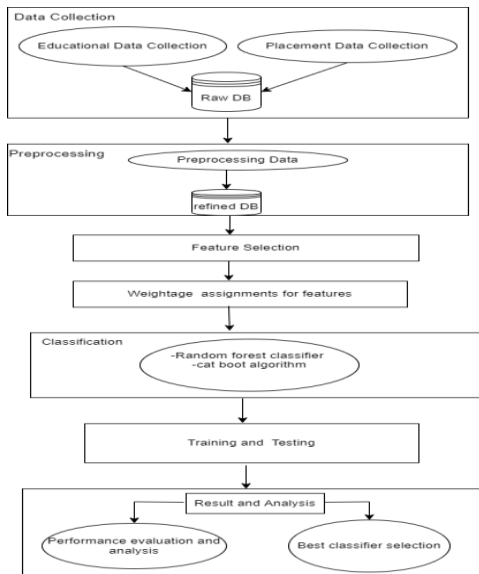 Data Collection
Educational Data Collection
Placement Data Collection
Raw DB
Preprocessing
Preprocessing Data
refined DB
Feature Selection
Weightage assignments for features
Classification
-Random forest classifier
-cat boot algorithm
Training and Testing
Result and Analysis
Performance evaluation and
analysis
Best classifier selection